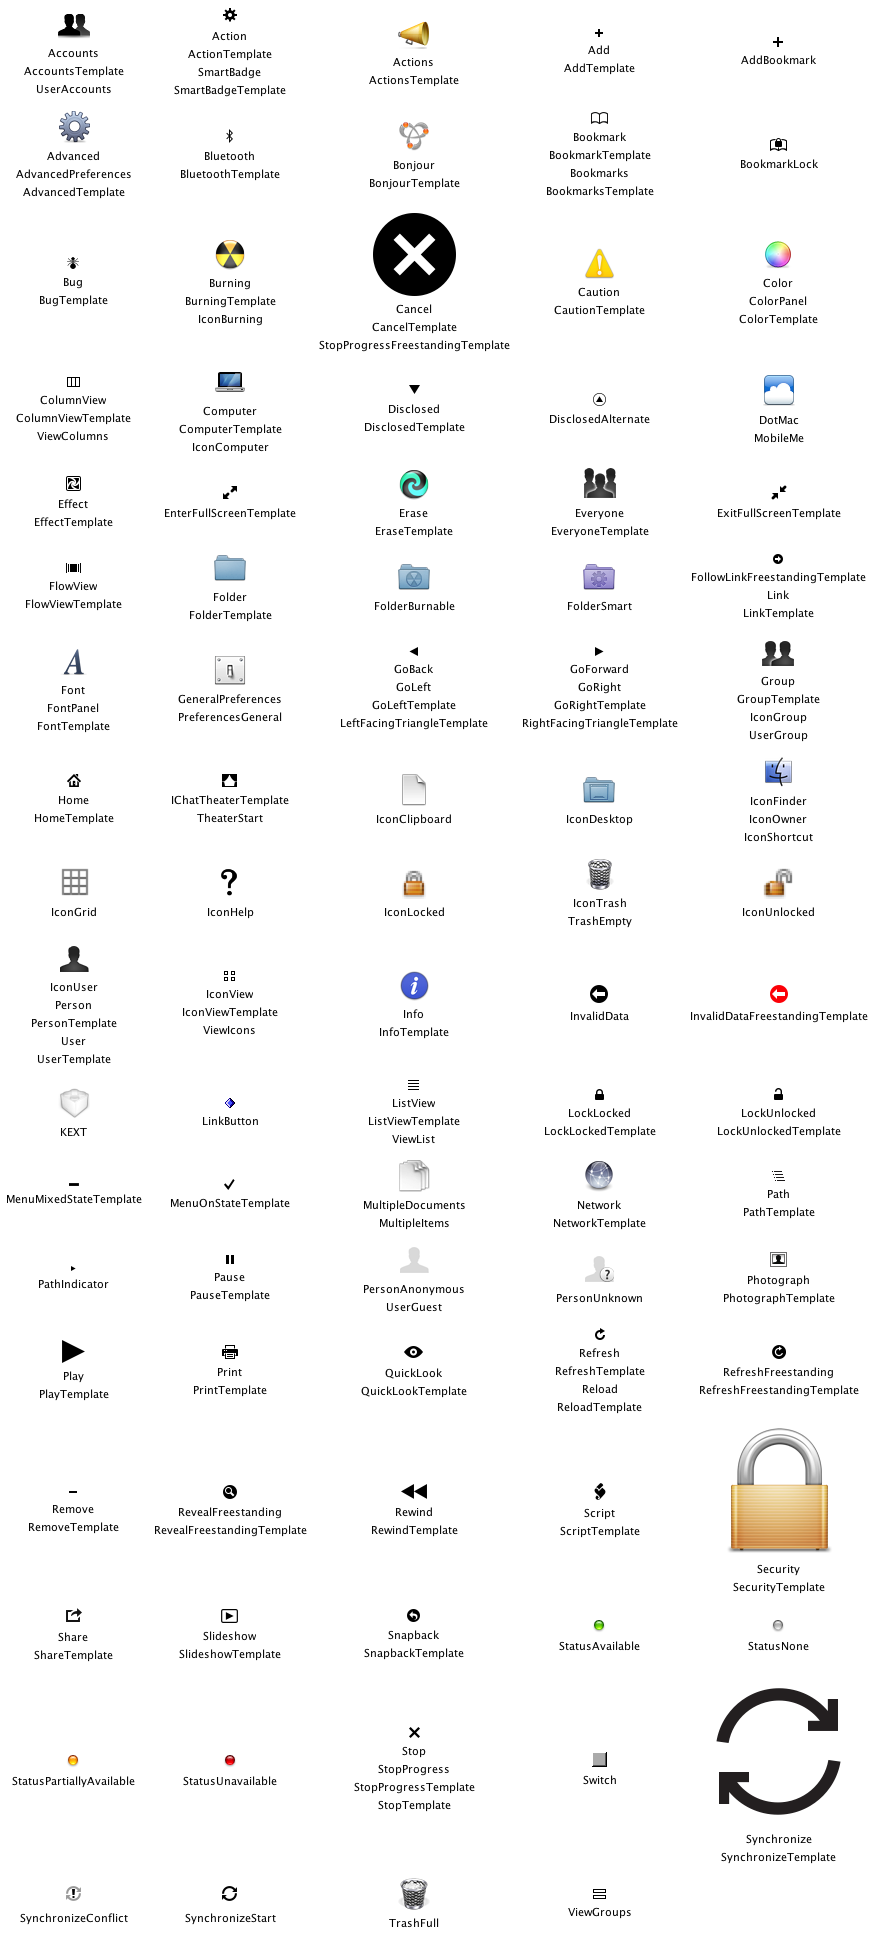 Accounts
AccountsTemplate
UserAccounts
Action
ActionTemplate
SmartBadge
SmartBadgeTemplate
Actions
ActionsTemplate
Add
AddTemplate
AddBookmark
Advanced
AdvancedPreferences
AdvancedTemplate
Bluetooth
BluetoothTemplate
Bonjour
BonjourTemplate
Bookmark
BookmarkTemplate
Bookmarks
BookmarksTemplate
BookmarkLock
Bug
BugTemplate
Burning
BurningTemplate
IconBurning
Cancel
CancelTemplate
StopProgressFreestandingTemplate
Caution
CautionTemplate
Color
ColorPanel
ColorTemplate
ColumnView
ColumnViewTemplate
ViewColumns
Computer
ComputerTemplate
IconComputer
Disclosed
DisclosedTemplate
DisclosedAlternate
DotMac
MobileMe
Effect
EffectTemplate
EnterFullScreenTemplate
Erase
EraseTemplate
Everyone
EveryoneTemplate
ExitFullScreenTemplate
FlowView
FlowViewTemplate
Folder
FolderTemplate
FolderBurnable
FolderSmart
FollowLinkFreestandingTemplate
Link
LinkTemplate
Font
FontPanel
FontTemplate
GeneralPreferences
PreferencesGeneral
GoBack
GoLeft
GoLeftTemplate
LeftFacingTriangleTemplate
GoForward
GoRight
GoRightTemplate
RightFacingTriangleTemplate
Group
GroupTemplate
IconGroup
UserGroup
Home
HomeTemplate
IChatTheaterTemplate
TheaterStart
IconClipboard
IconDesktop
IconFinder
IconOwner
IconShortcut
IconGrid
IconHelp
IconLocked
IconTrash
TrashEmpty
IconUnlocked
IconUser
Person
PersonTemplate
User
UserTemplate
IconView
IconViewTemplate
ViewIcons
Info
InfoTemplate
InvalidData
InvalidDataFreestandingTemplate
KEXT
LinkButton
ListView
ListViewTemplate
ViewList
LockLocked
LockLockedTemplate
LockUnlocked
LockUnlockedTemplate
MenuMixedStateTemplate
MenuOnStateTemplate
MultipleDocuments
MultipleItems
Network
NetworkTemplate
Path
PathTemplate
PathIndicator
Pause
PauseTemplate
PersonAnonymous
UserGuest
PersonUnknown
Photograph
PhotographTemplate
Play
PlayTemplate
Print
PrintTemplate
QuickLook
QuickLookTemplate
Refresh
RefreshTemplate
Reload
ReloadTemplate
RefreshFreestanding
RefreshFreestandingTemplate
Remove
RemoveTemplate
RevealFreestanding
RevealFreestandingTemplate
Rewind
RewindTemplate
Script
ScriptTemplate
Security
SecurityTemplate
Share
ShareTemplate
Slideshow
SlideshowTemplate
Snapback
SnapbackTemplate
StatusAvailable
StatusNone
StatusPartiallyAvailable
StatusUnavailable
Stop
StopProgress
StopProgressTemplate
StopTemplate
Switch
Synchronize
SynchronizeTemplate
SynchronizeConflict
SynchronizeStart
TrashFull
ViewGroups